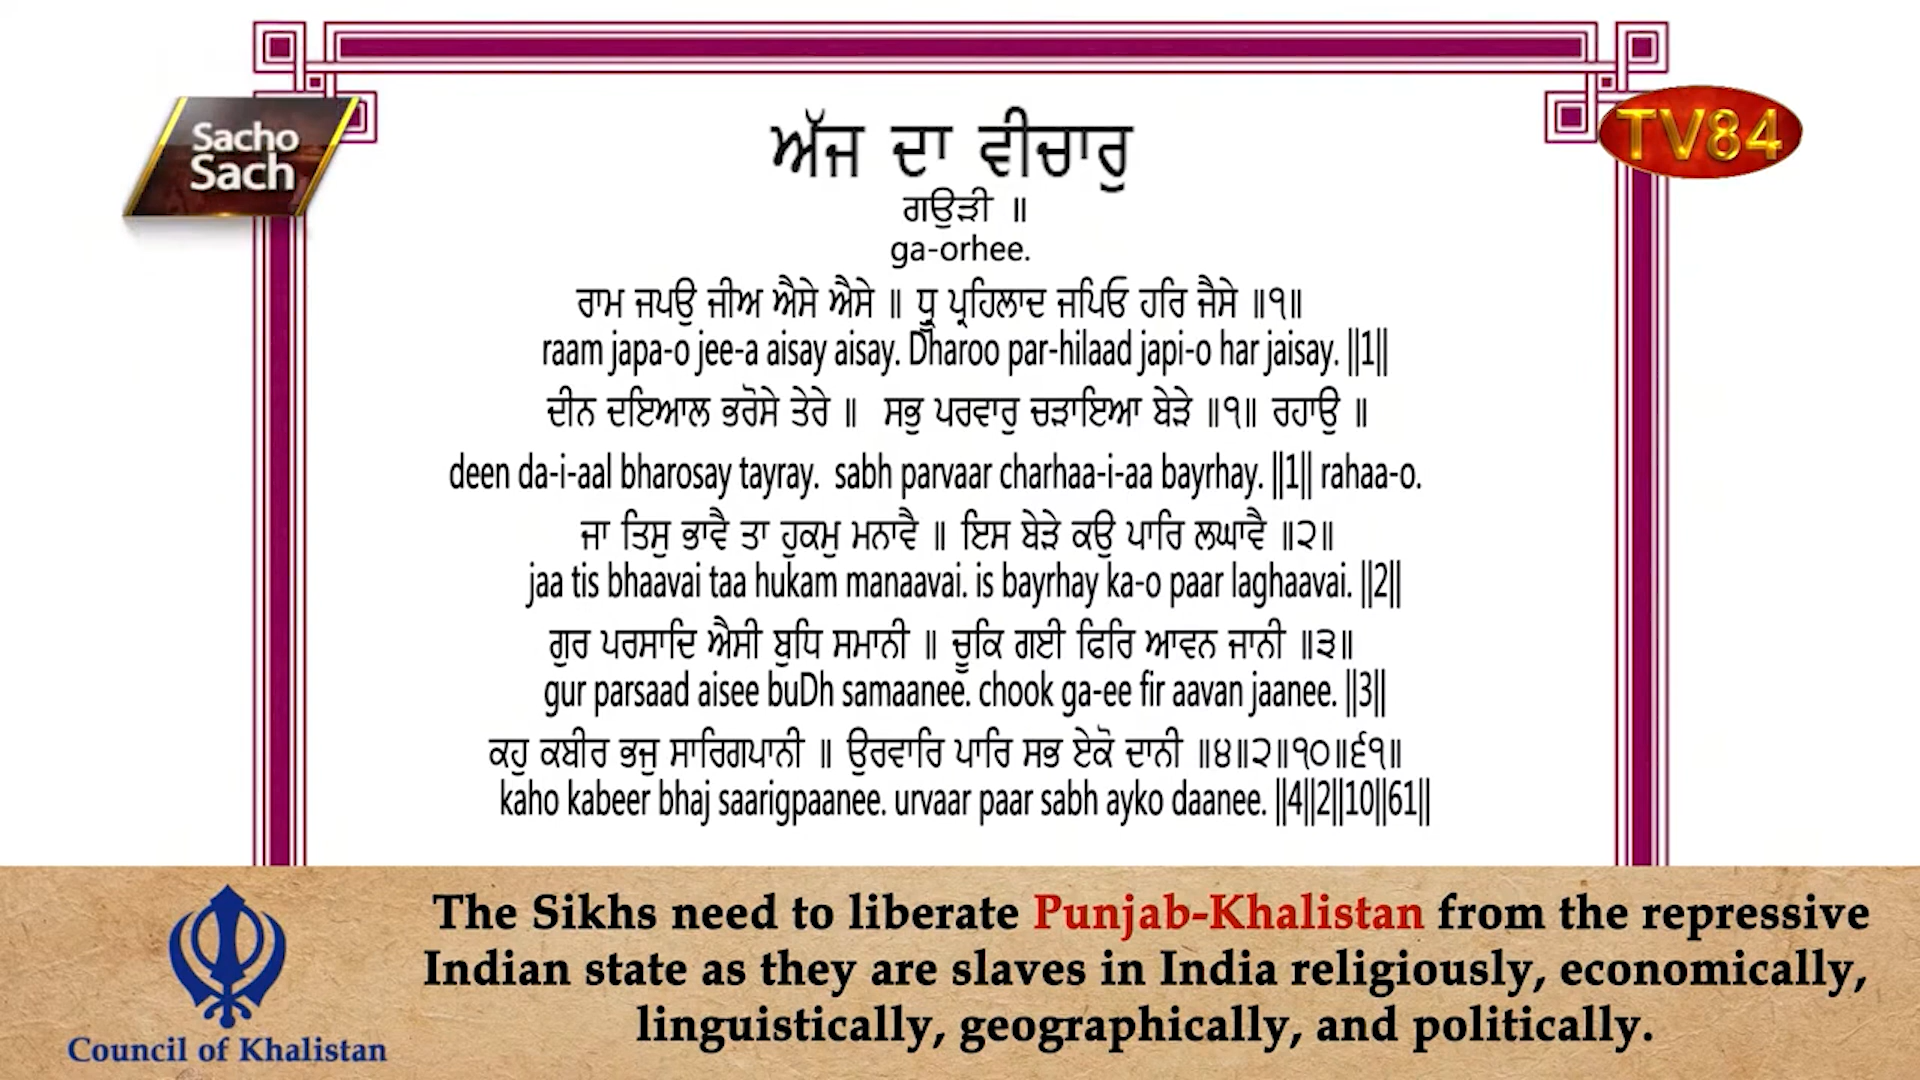 Sacho
Sach
TV84
ਅੱਜ ਦਾ ਵੀਚਾਰੁ
ਗਉੜੀ ॥
ga-orhee.
ਰਾਮ ਜਪਉ ਜੀਅ ਐਸੇ ਐਸੇ ॥ ਧ੍ਰੂ ਪ੍ਰਹਿਲਾਦ ਜਪਿਓ ਹਰਿ ਜੈਸੇ ॥੧॥
raam japa-o jee-a aisay aisay. Dharoo par-hilaad japi-o har jaisay. ||1||
ਦੀਨ ਦਇਆਲ ਭਰੋਸੇ ਤੇਰੇ ॥ ਸਭੁ ਪਰਵਾਰੁ ਚੜਾਇਆ ਬੇੜੇ ॥੧॥ ਰਹਾਉ ॥
deen da-i-aal bharosay tayray. sabh parvaar charhaa-i-aa bayrhay. ||1|| rahaa-o.
ਜਾ ਤਿਸੁ ਭਾਵੈ ਤਾ ਹੁਕਮੁ ਮਨਾਵੈ ॥ ਇਸ ਬੇੜੇ ਕਉ ਪਾਰਿ ਲਘਾਵੈ ॥੨॥
jaa tis bhaavai taa hukam manaavai. is bayrhay ka-o paar laghaavai. ||2||
ਗੁਰ ਪਰਸਾਦਿ ਐਸੀ ਬੁਧਿ ਸਮਾਨੀ ॥ ਚੂਕਿ ਗਈ ਫਿਰਿ ਆਵਨ ਜਾਨੀ ॥੩॥
gur parsaad aisee buDh samaanee. chook ga-ee fir aavan jaanee. ||3||
ਕਹੁ ਕਬੀਰ ਭਜੁ ਸਾਰਿਗਪਾਨੀ ॥ ਉਰਵਾਰਿ ਪਾਰਿ ਸਭ ਏਕੋ ਦਾਨੀ ॥੪॥੨॥੧੦॥੬੧॥
kaho kabeer bhaj saarigpaanee. urvaar paar sabh ayko daanee. ||4||2||10||61||
The Sikhs need to liberate Punjab-Khalistan from the repressive
Indian state as they are slaves in India religiously, economically,
linguistically, geographically, and politically.
Council of Khalistan